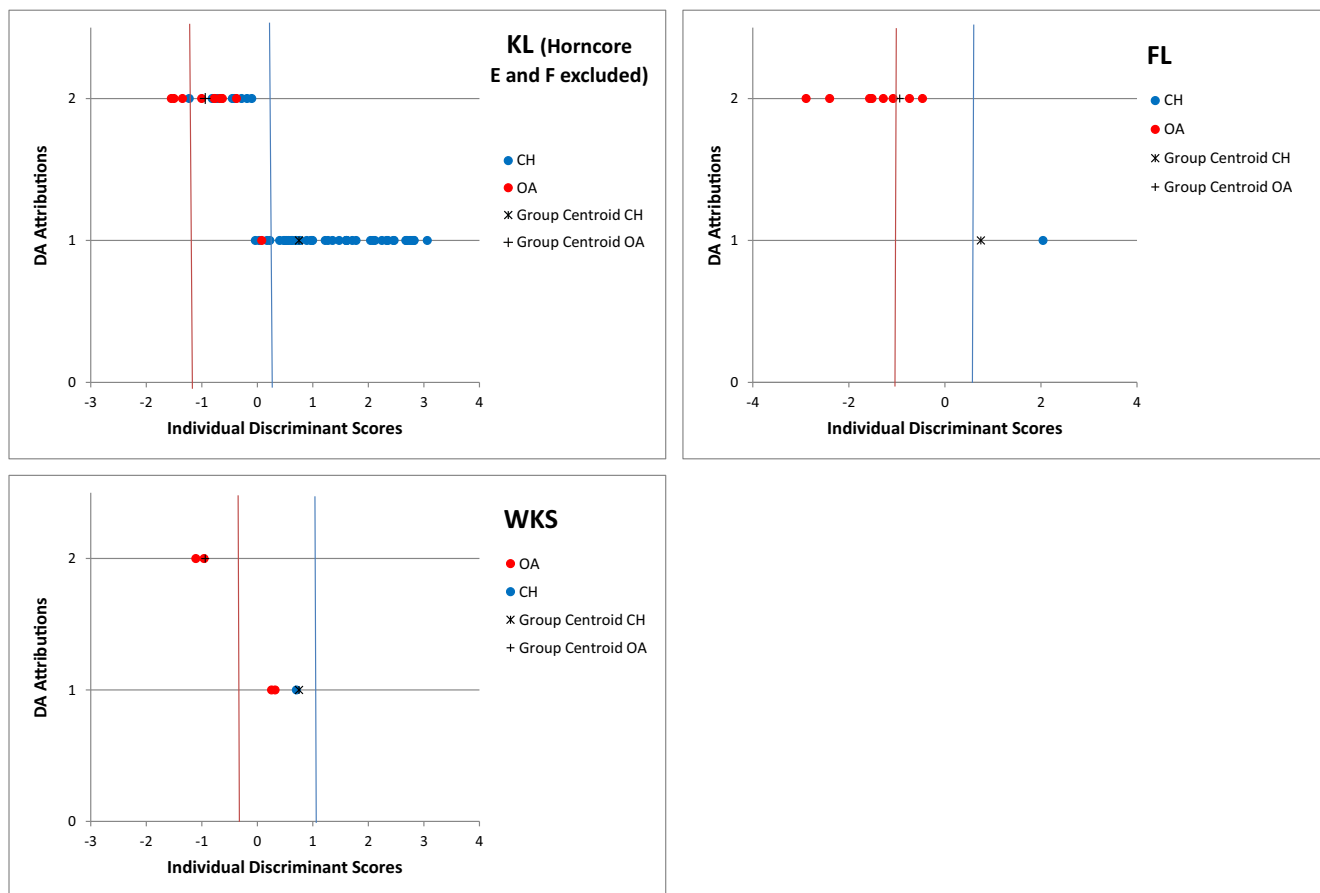 KL (Horncore
E and F excluded)
2
1
0
DA Attributions
-3 -2 -1 0 1 2 3 4
Individual Discriminant Scores
CH
OA
Group Centroid CH
Group Centroid OA
FL
2
1
0
DA Attributions
-4 -2 0 2 4
Individual Discriminant Scores
CH
OA
Group Centroid CH
Group Centroid OA
WKS
2
1
0
DA Attributions
-3 -2 -1 0 1 2 3 4
Individual Discriminant Scores
OA
CH
Group Centroid CH
Group Centroid OA